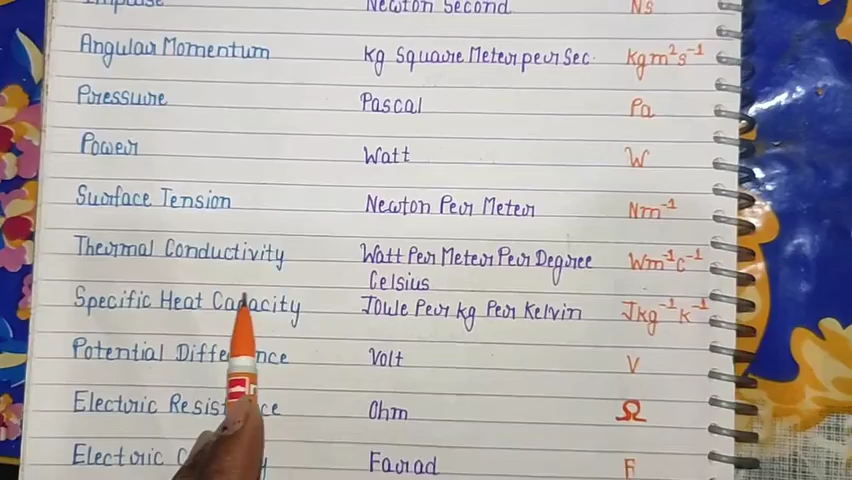 Impulse Newton Second Ns
Angular Momentum Kg Square Meter per Sec. Kgm²s⁻¹
Pressure Pascal Pa
Power Watt W
Surface Tension Newton Per Meter Nm⁻¹
Thermal Conductivity Watt Per Meter Per Degree Wm⁻¹C⁻¹
Celsius
Specific Heat Capacity Joule Per kg Per Kelvin Jkg⁻¹K⁻¹
Potential Difference Volt V
Electric Resistance Ohm Ω
Electric Farad F